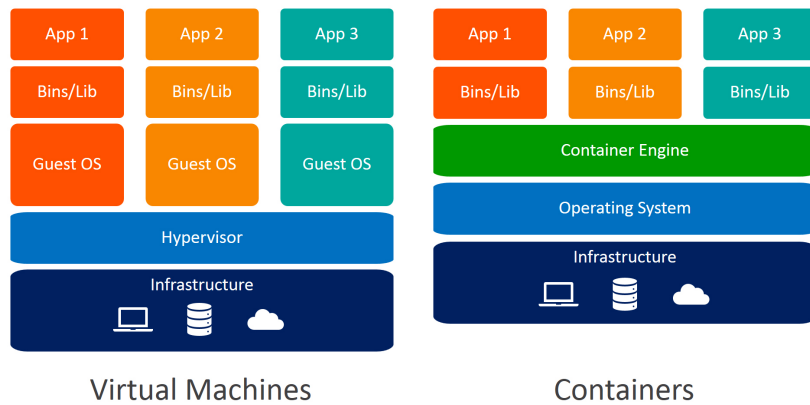 App 1
App 2
App 3
Bins/Lib
Bins/Lib
Bins/Lib
Guest OS
Guest OS
Guest OS
Hypervisor
Infrastructure
Virtual Machines
App 1
App 2
App 3
Bins/Lib
Bins/Lib
Bins/Lib
Container Engine
Operating System
Infrastructure
Containers